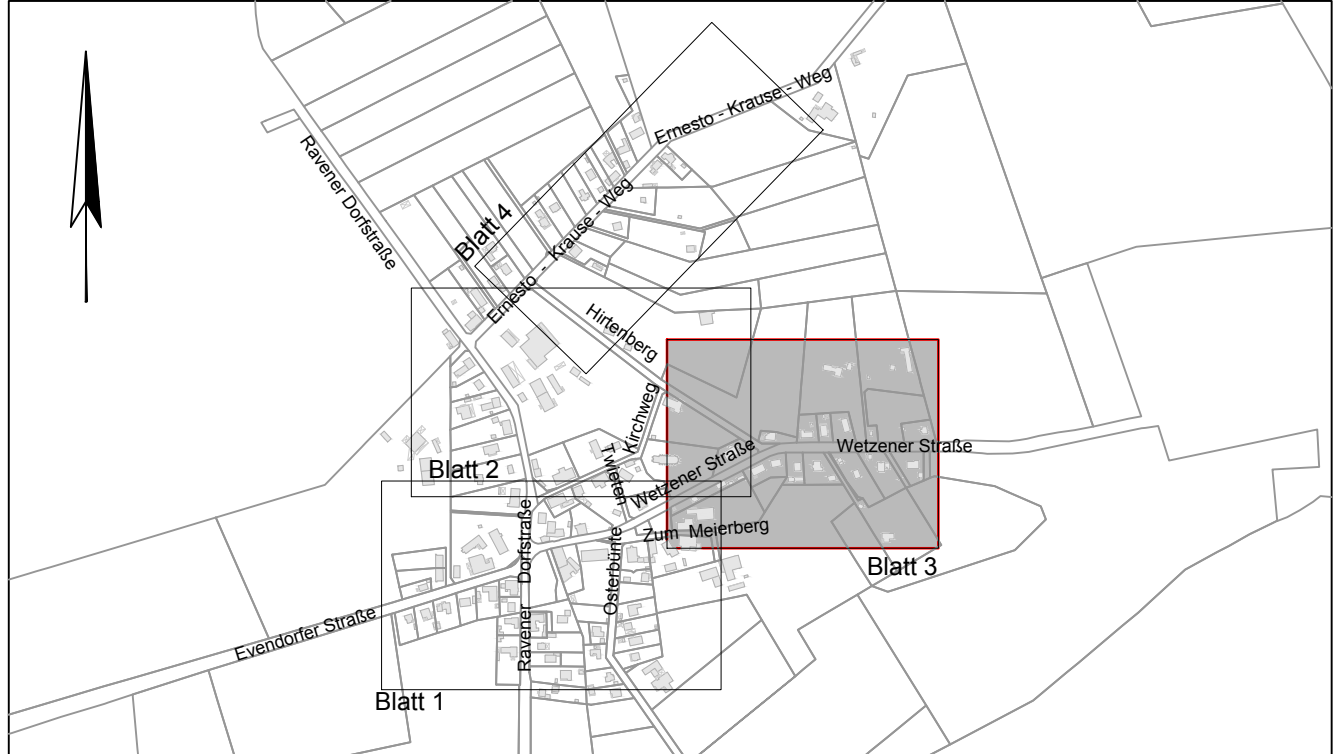 Ernesto - Krause - Weg
Ravener Dorfstraße
Ernesto - Krause - Weg
Blatt 4
Hirtenberg
Kirchweg
Twieten
Wetzener Straße
Wetzener Straße
Blatt 2
Zum Meierberg
Blatt 3
Osterbünte
Ravener Dorfstraße
Evendorfer Straße
Blatt 1